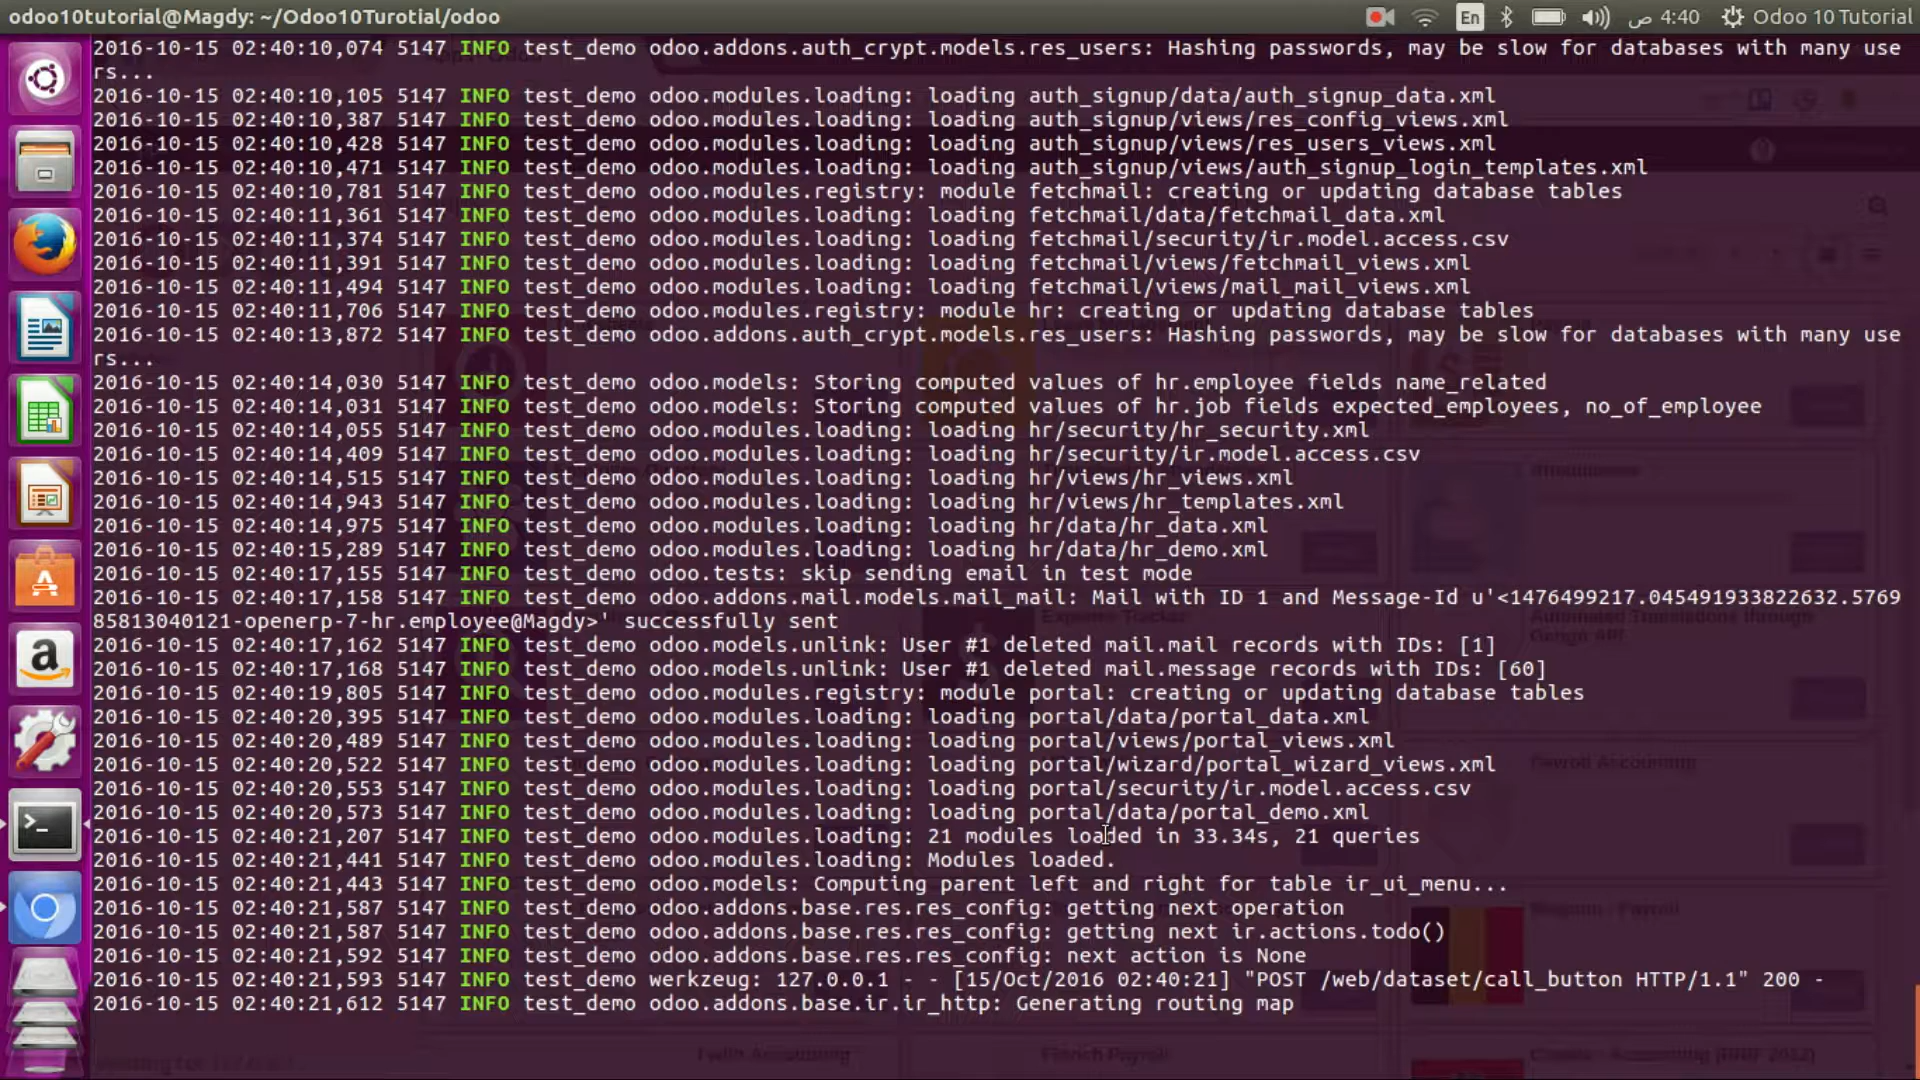 odoo10tutorial@Magdy: ~/Odoo10Turotial/odoo
En
4:40 ص
Odoo 10 Tutorial
2016-10-15 02:40:10,074 5147 INFO test_demo odoo.addons.auth_crypt.models.res_users: Hashing passwords, may be slow for databases with many use
rs...
2016-10-15 02:40:10,105 5147 INFO test_demo odoo.modules.loading: loading auth_signup/data/auth_signup_data.xml
2016-10-15 02:40:10,387 5147 INFO test_demo odoo.modules.loading: loading auth_signup/views/res_config_views.xml
2016-10-15 02:40:10,428 5147 INFO test_demo odoo.modules.loading: loading auth_signup/views/res_users_views.xml
2016-10-15 02:40:10,471 5147 INFO test_demo odoo.modules.loading: loading auth_signup/views/auth_signup_login_templates.xml
2016-10-15 02:40:10,781 5147 INFO test_demo odoo.modules.registry: module fetchmail: creating or updating database tables
2016-10-15 02:40:11,361 5147 INFO test_demo odoo.modules.loading: loading fetchmail/data/fetchmail_data.xml
2016-10-15 02:40:11,374 5147 INFO test_demo odoo.modules.loading: loading fetchmail/security/ir.model.access.csv
2016-10-15 02:40:11,391 5147 INFO test_demo odoo.modules.loading: loading fetchmail/views/fetchmail_views.xml
2016-10-15 02:40:11,494 5147 INFO test_demo odoo.modules.loading: loading fetchmail/views/mail_mail_views.xml
2016-10-15 02:40:11,706 5147 INFO test_demo odoo.modules.registry: module hr: creating or updating database tables
2016-10-15 02:40:13,872 5147 INFO test_demo odoo.addons.auth_crypt.models.res_users: Hashing passwords, may be slow for databases with many use
rs...
2016-10-15 02:40:14,030 5147 INFO test_demo odoo.models: Storing computed values of hr.employee fields name_related
2016-10-15 02:40:14,031 5147 INFO test_demo odoo.models: Storing computed values of hr.job fields expected_employees, no_of_employee
2016-10-15 02:40:14,055 5147 INFO test_demo odoo.modules.loading: loading hr/security/hr_security.xml
2016-10-15 02:40:14,409 5147 INFO test_demo odoo.modules.loading: loading hr/security/ir.model.access.csv
2016-10-15 02:40:14,515 5147 INFO test_demo odoo.modules.loading: loading hr/views/hr_views.xml
2016-10-15 02:40:14,943 5147 INFO test_demo odoo.modules.loading: loading hr/views/hr_templates.xml
2016-10-15 02:40:14,975 5147 INFO test_demo odoo.modules.loading: loading hr/data/hr_data.xml
2016-10-15 02:40:15,289 5147 INFO test_demo odoo.modules.loading: loading hr/data/hr_demo.xml
2016-10-15 02:40:17,155 5147 INFO test_demo odoo.tests: skip sending email in test mode
2016-10-15 02:40:17,158 5147 INFO test_demo odoo.addons.mail.models.mail_mail: Mail with ID 1 and Message-Id u'<1476499217.045491933822632.5769
85813040121-openerp-7-hr.employee@Magdy>' successfully sent
2016-10-15 02:40:17,162 5147 INFO test_demo odoo.models.unlink: User #1 deleted mail.mail records with IDs: [1]
2016-10-15 02:40:17,168 5147 INFO test_demo odoo.models.unlink: User #1 deleted mail.message records with IDs: [60]
2016-10-15 02:40:19,805 5147 INFO test_demo odoo.modules.registry: module portal: creating or updating database tables
2016-10-15 02:40:20,395 5147 INFO test_demo odoo.modules.loading: loading portal/data/portal_data.xml
2016-10-15 02:40:20,489 5147 INFO test_demo odoo.modules.loading: loading portal/views/portal_views.xml
2016-10-15 02:40:20,522 5147 INFO test_demo odoo.modules.loading: loading portal/wizard/portal_wizard_views.xml
2016-10-15 02:40:20,553 5147 INFO test_demo odoo.modules.loading: loading portal/security/ir.model.access.csv
2016-10-15 02:40:20,573 5147 INFO test_demo odoo.modules.loading: loading portal/data/portal_demo.xml
2016-10-15 02:40:21,207 5147 INFO test_demo odoo.modules.loading: 21 modules loaded in 33.34s, 21 queries
2016-10-15 02:40:21,441 5147 INFO test_demo odoo.modules.loading: Modules loaded.
2016-10-15 02:40:21,443 5147 INFO test_demo odoo.models: Computing parent left and right for table ir_ui_menu...
2016-10-15 02:40:21,587 5147 INFO test_demo odoo.addons.base.res.res_config: getting next operation
2016-10-15 02:40:21,587 5147 INFO test_demo odoo.addons.base.res.res_config: getting next ir.actions.todo()
2016-10-15 02:40:21,592 5147 INFO test_demo odoo.addons.base.res.res_config: next action is None
2016-10-15 02:40:21,593 5147 INFO test_demo werkzeug: 127.0.0.1 - - [15/Oct/2016 02:40:21] "POST /web/dataset/call_button HTTP/1.1" 200 -
2016-10-15 02:40:21,612 5147 INFO test_demo odoo.addons.base.ir.ir_http: Generating routing map